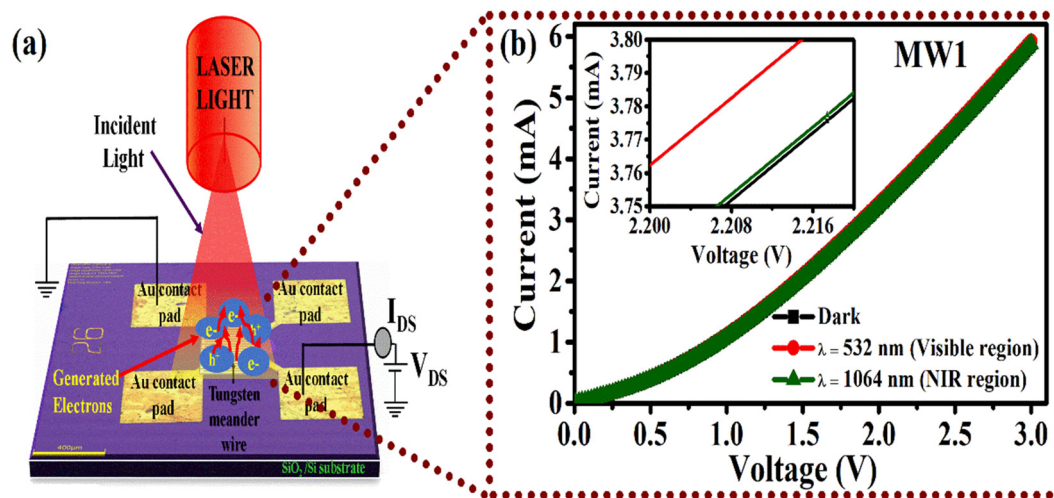 (a)
LASER
LIGHT
Incident
Light
Au contact
pad
Au contact
pad
e-
e-
h+
h+
e-
I_DS
V_DS
Generated
Electrons
Au contact
pad
Au contact
pad
Tungsten
meander
wire
400μm
SiO2/Si substrate
(b)
MW1
Current (mA)
6
5
4
3
2
1
0
0.0
0.5
1.0
1.5
2.0
2.5
3.0
Voltage (V)
Current (mA)
3.80
3.79
3.78
3.77
3.76
3.75
2.200
2.208
2.216
Voltage (V)
Dark
λ = 532 nm (Visible region)
λ = 1064 nm (NIR region)